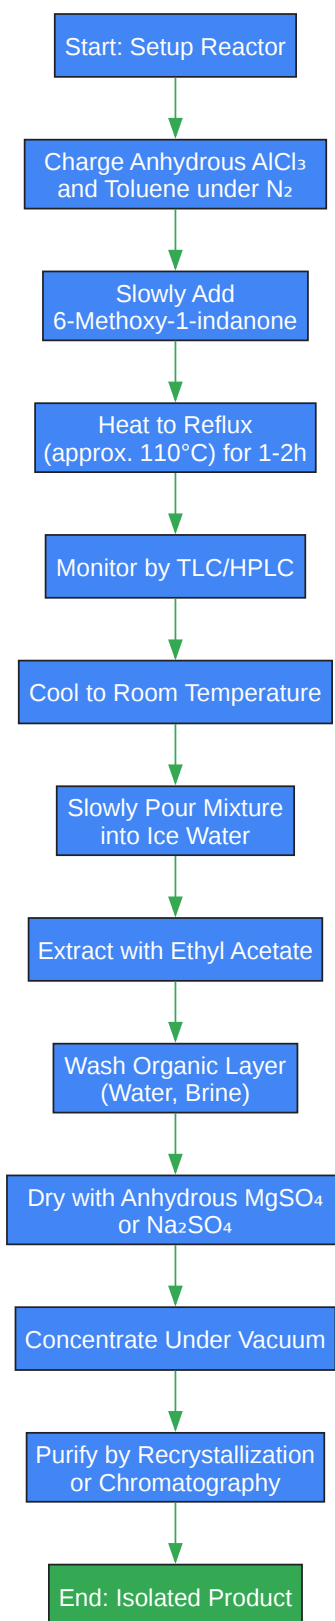 Start: Setup Reactor
Charge Anhydrous AlCl₃
and Toluene under N₂
Slowly Add
6-Methoxy-1-indanone
Heat to Reflux
(approx. 110°C) for 1-2h
Monitor by TLC/HPLC
Cool to Room Temperature
Slowly Pour Mixture
into Ice Water
Extract with Ethyl Acetate
Wash Organic Layer
(Water, Brine)
Dry with Anhydrous MgSO₄
or Na₂SO₄
Concentrate Under Vacuum
Purify by Recrystallization
or Chromatography
End: Isolated Product